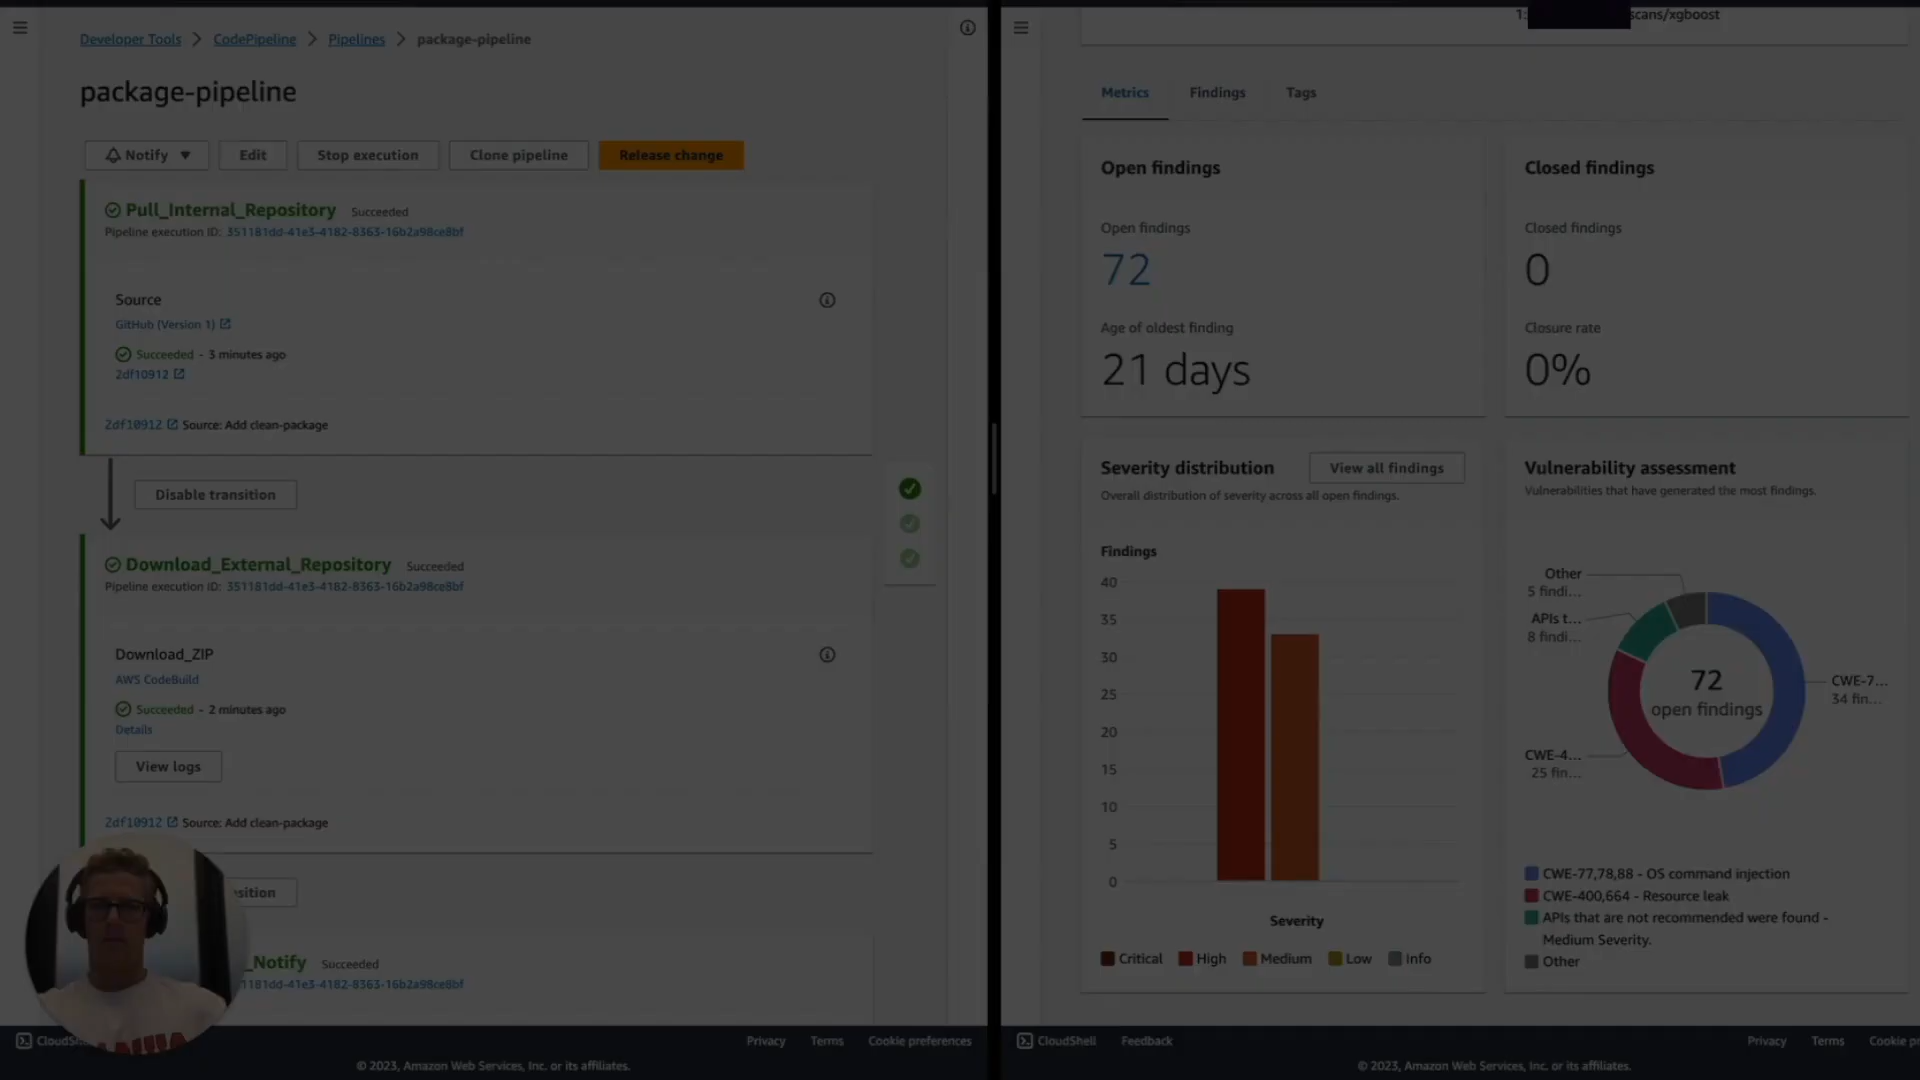 Developer Tools > CodePipeline > Pipelines > package-pipeline
package-pipeline
Notify ▼
Edit
Stop execution
Clone pipeline
Release change
Pull_Internal_Repository Succeeded
Pipeline execution ID: 351181dd-41e3-4182-8363-16b2a98ce8bf
Source
GitHub (Version 1)
Succeeded - 3 minutes ago
2df10912
2df10912 Source: Add clean-package
Disable transition
Download_External_Repository Succeeded
Pipeline execution ID: 351181dd-41e3-4182-8363-16b2a98ce8bf
Download_ZIP
AWS CodeBuild
Succeeded - 2 minutes ago
Details
View logs
2df10912 Source: Add clean-package
sition
_Notify Succeeded
1181dd-41e3-4182-8363-16b2a98ce8bf
Privacy Terms Cookie preferences
© 2023, Amazon Web Services, Inc. or its affiliates.
1:
scans/xgboost
Metrics
Findings
Tags
Open findings
Open findings
72
Age of oldest finding
21 days
Closed findings
Closed findings
0
Closure rate
0%
Severity distribution
View all findings
Overall distribution of severity across all open findings.
Findings
40
35
30
25
20
15
10
5
0
Severity
Critical High Medium Low Info
Vulnerability assessment
Vulnerabilities that have generated the most findings.
Other
5 findi...
APIs t...
8 findi...
CWE-4...
25 fin...
72
open findings
CWE-7...
34 fin...
CWE-77,78,88 - OS command injection
CWE-400,664 - Resource leak
APIs that are not recommended were found -
Medium Severity.
Other
CloudShell Feedback
Privacy Terms Cookie pr
© 2023, Amazon Web Services, Inc. or its affiliates.